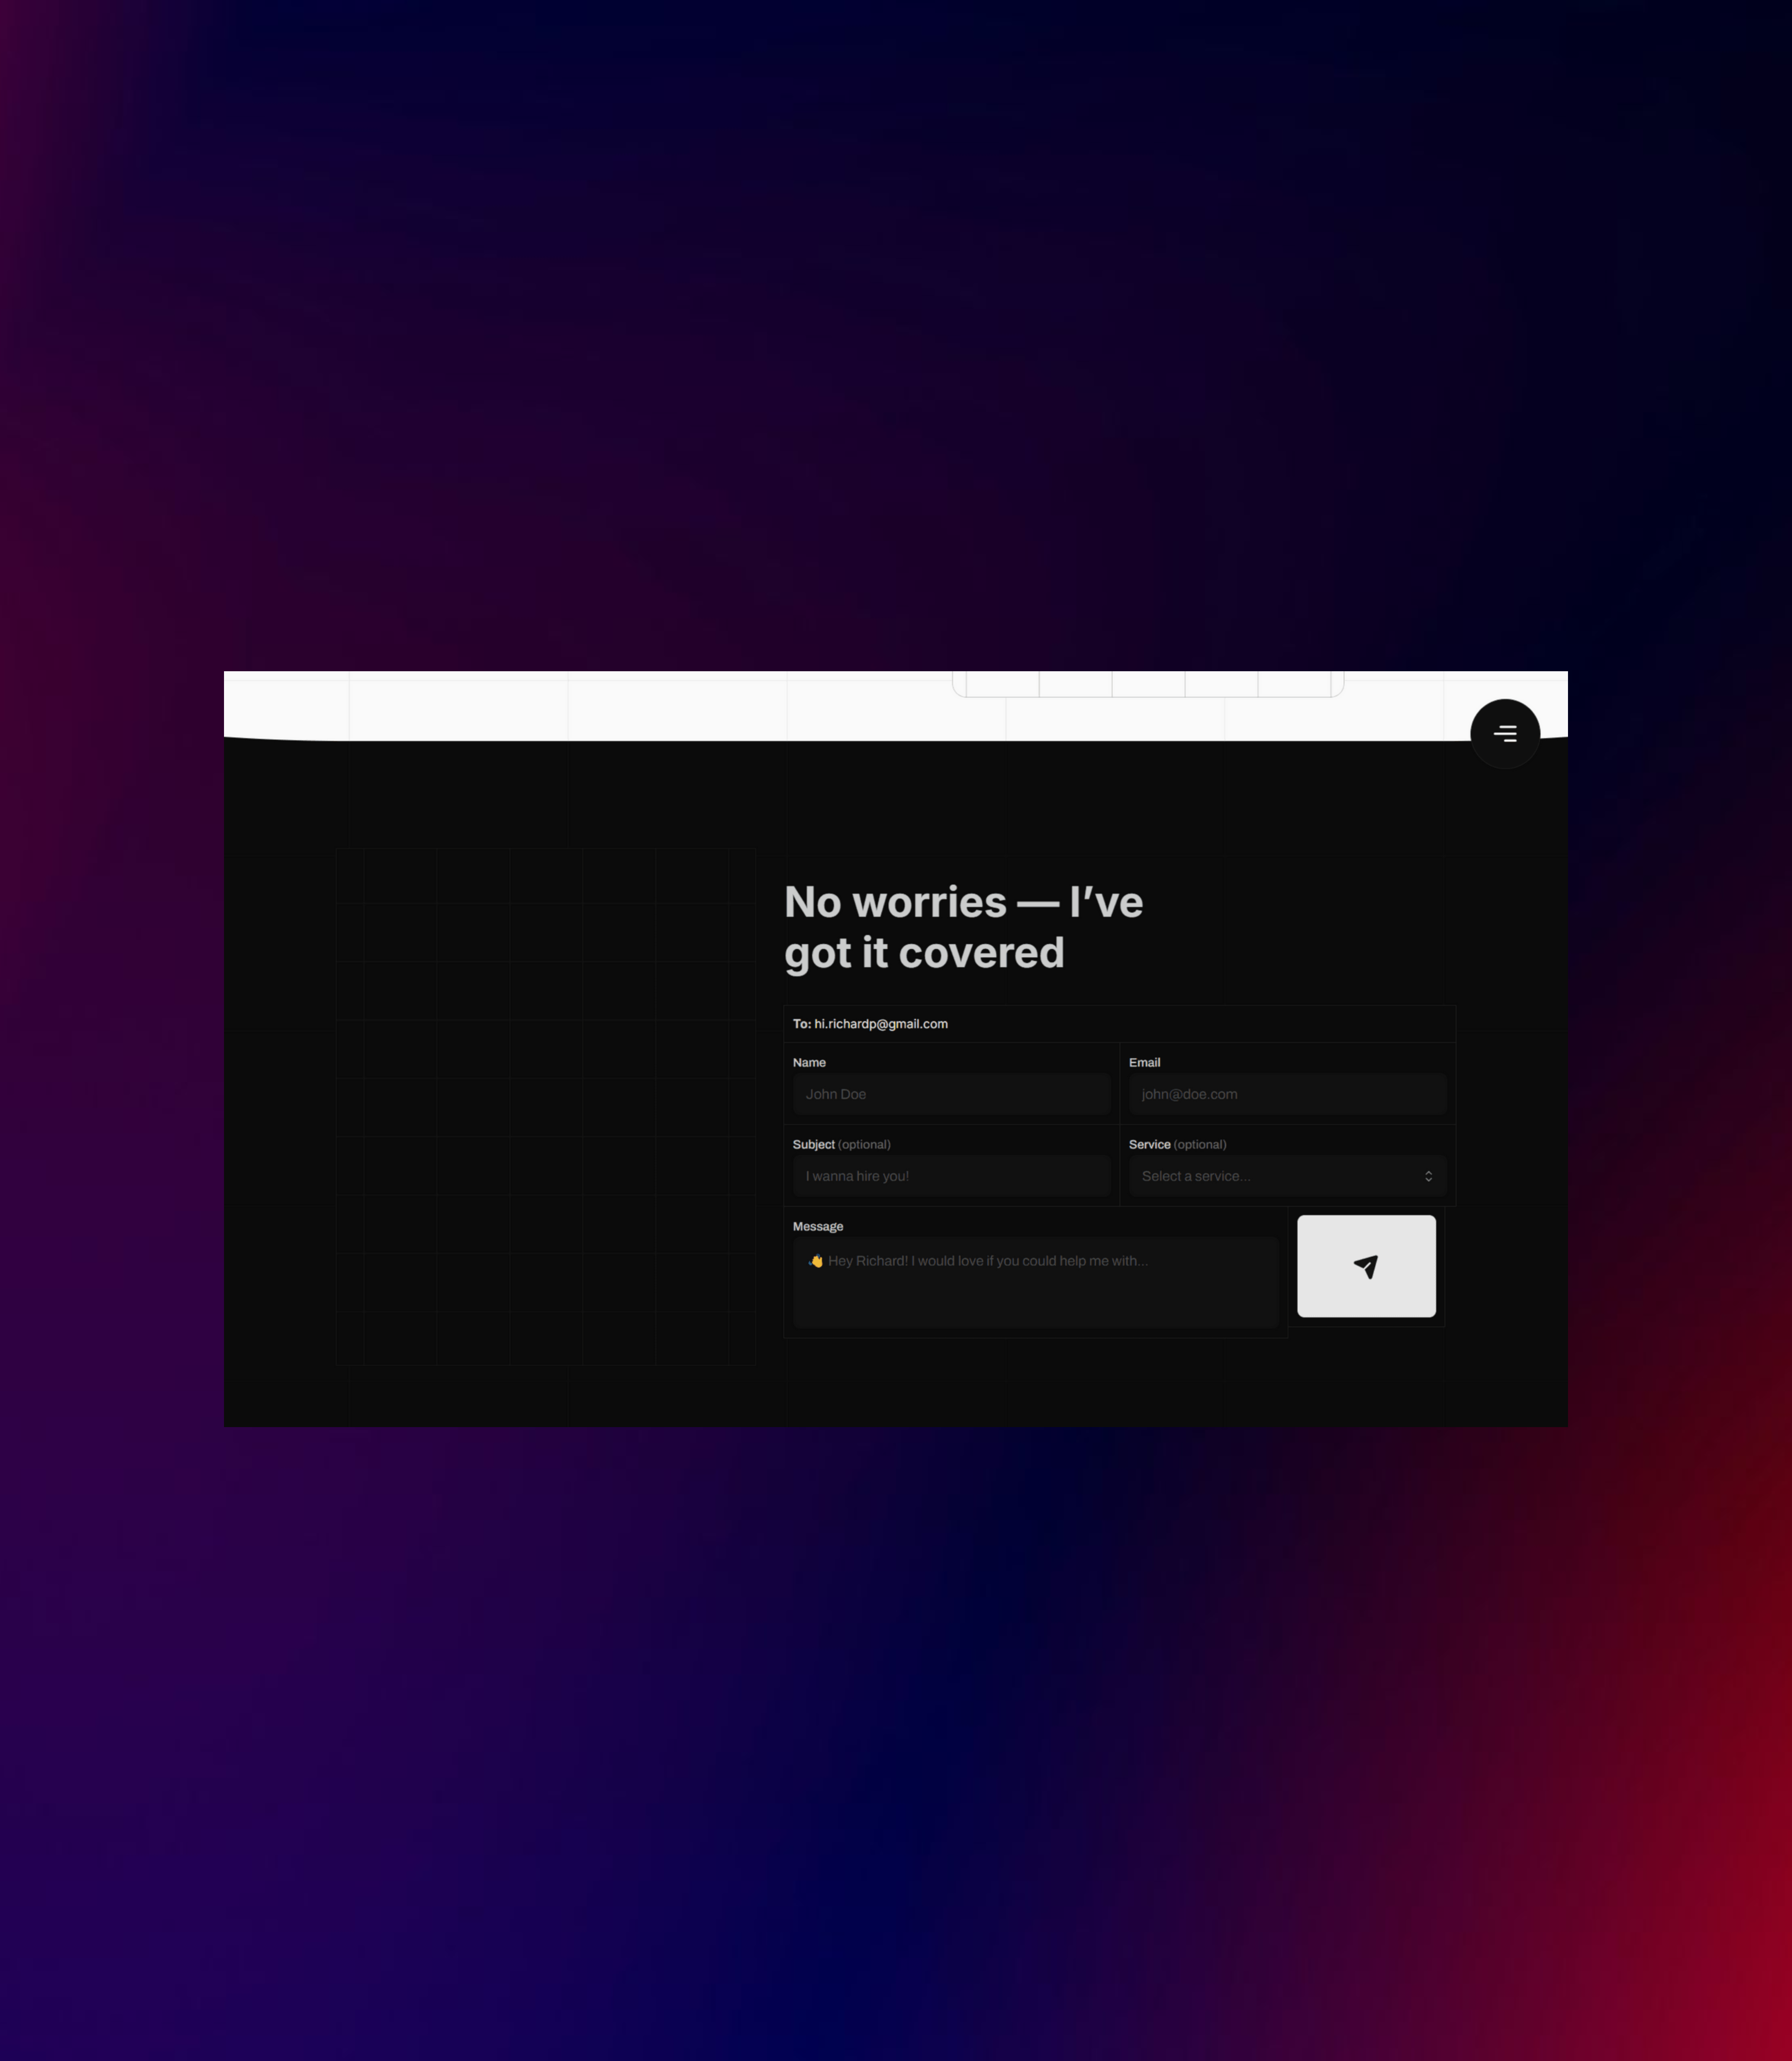 No worries — I’ve
got it covered
To: hi.richardp@gmail.com
Name
Email
John Doe
john@doe.com
Subject (optional)
Service (optional)
I wanna hire you!
Select a service...
Message
👋 Hey Richard! I would love if you could help me with...